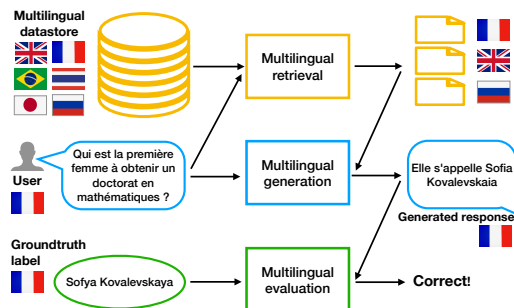 Multilingual
datastore
Multilingual
retrieval
Qui est la première
femme à obtenir un
doctorat en
mathématiques ?
User
Multilingual
generation
Elle s'appelle Sofia
Kovalevskaia
Generated response
Groundtruth
label
Sofya Kovalevskaya
Multilingual
evaluation
Correct!